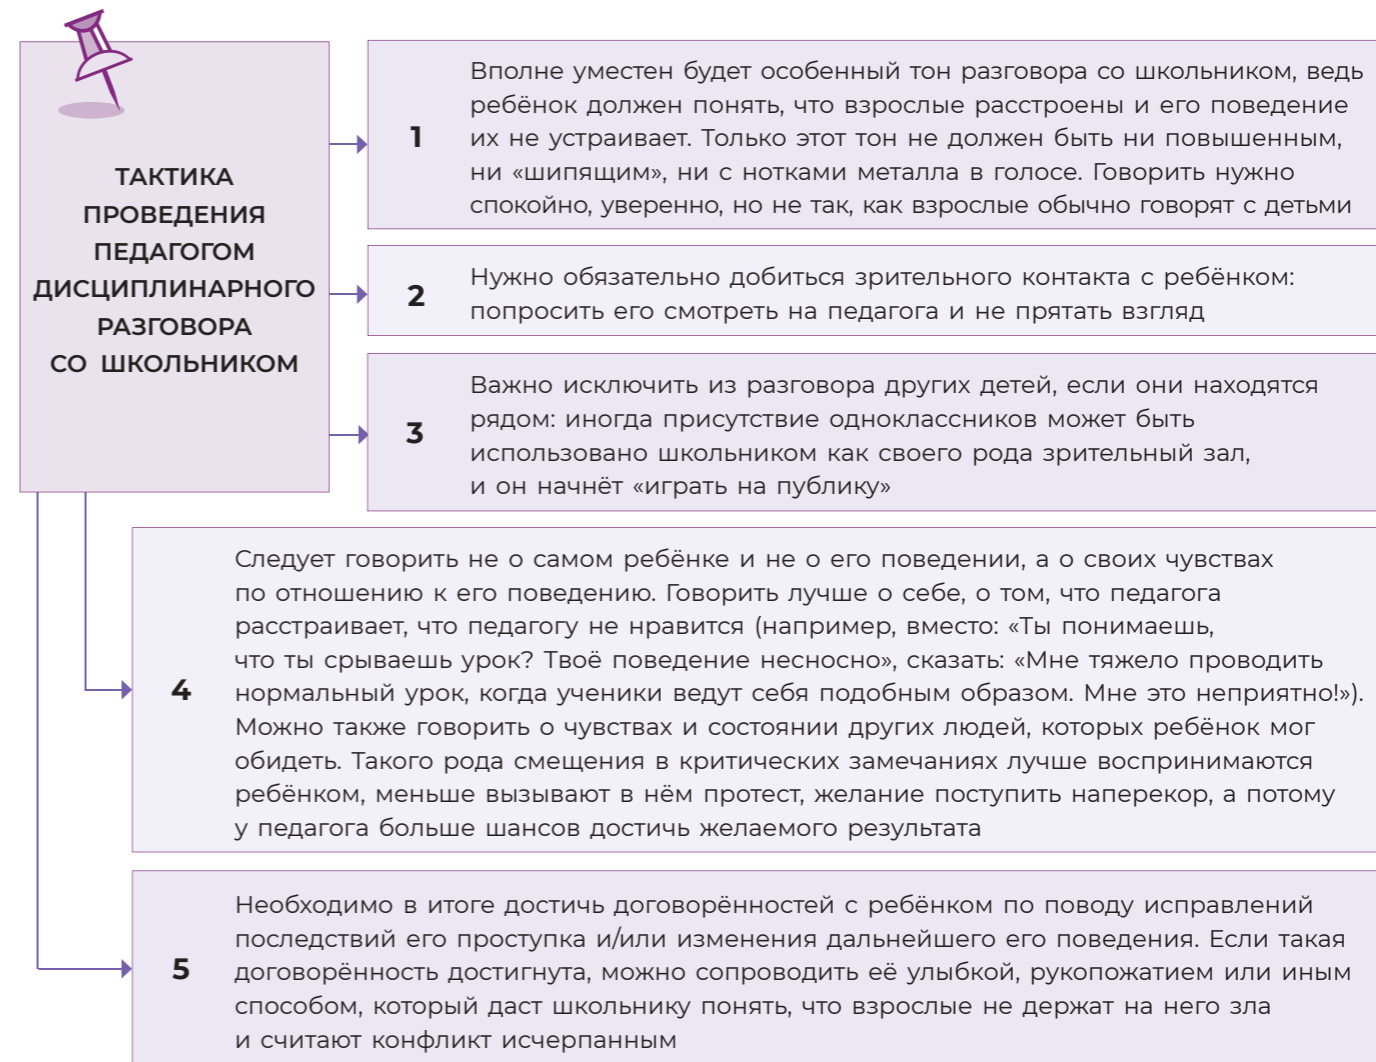 ТАКТИКА
ПРОВЕДЕНИЯ
ПЕДАГОГОМ
ДИСЦИПЛИНАРНОГО
РАЗГОВОРА
СО ШКОЛЬНИКОМ
1
Вполне уместен будет особенный тон разговора со школьником, ведь
ребёнок должен понять, что взрослые расстроены и его поведение
их не устраивает. Только этот тон не должен быть ни повышенным,
ни «шипящим», ни с нотками металла в голосе. Говорить нужно
спокойно, уверенно, но не так, как взрослые обычно говорят с детьми
2
Нужно обязательно добиться зрительного контакта с ребёнком:
попросить его смотреть на педагога и не прятать взгляд
3
Важно исключить из разговора других детей, если они находятся
рядом: иногда присутствие одноклассников может быть
использовано школьником как своего рода зрительный зал,
и он начнёт «играть на публику»
4
Следует говорить не о самом ребёнке и не о его поведении, а о своих чувствах
по отношению к его поведению. Говорить лучше о себе, о том, что педагога
расстраивает, что педагогу не нравится (например, вместо: «Ты понимаешь,
что ты срываешь урок? Твоё поведение несносно», сказать: «Мне тяжело проводить
нормальный урок, когда ученики ведут себя подобным образом. Мне это неприятно!»).
Можно также говорить о чувствах и состоянии других людей, которых ребёнок мог
обидеть. Такого рода смещения в критических замечаниях лучше воспринимаются
ребёнком, меньше вызывают в нём протест, желание поступить наперекор, а потому
у педагога больше шансов достичь желаемого результата
5
Необходимо в итоге достичь договорённостей с ребёнком по поводу исправлений
последствий его проступка и/или изменения дальнейшего его поведения. Если такая
договорённость достигнута, можно сопроводить её улыбкой, рукопожатием или иным
способом, который даст школьнику понять, что взрослые не держат на него зла
и считают конфликт исчерпанным